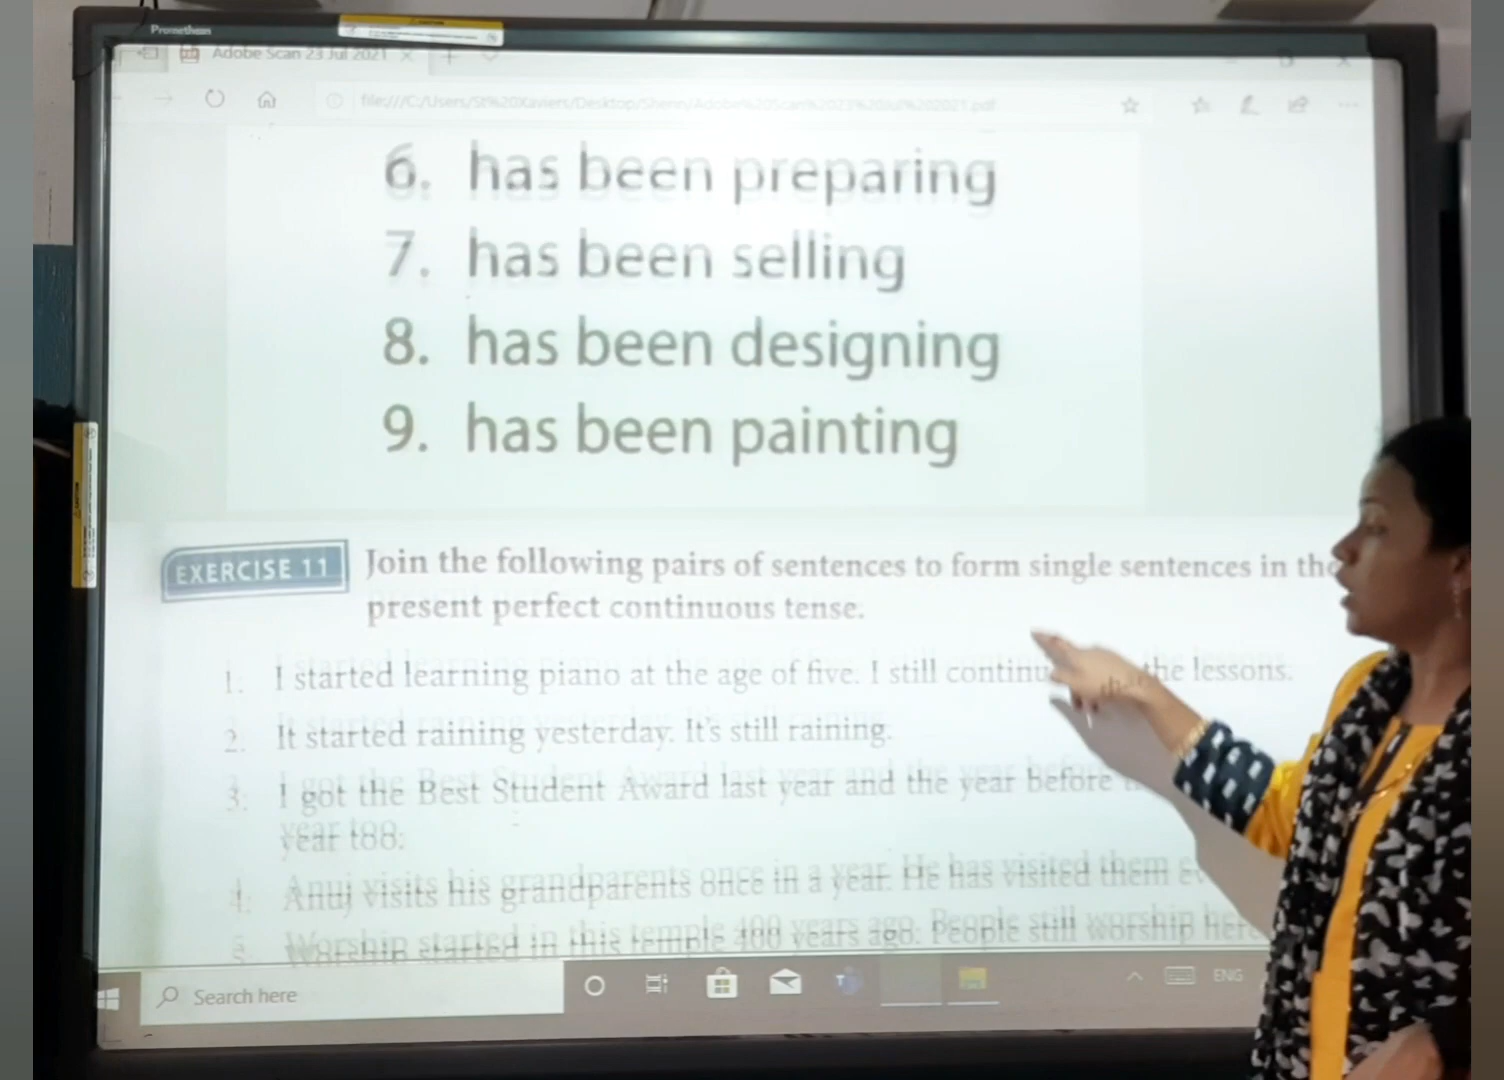 Promethean
Adobe Scan 23 Jul 2021
6. has been preparing
7. has been selling
8. has been designing
9. has been painting
EXERCISE 11 Join the following pairs of sentences to form single sentences in the
present perfect continuous tense.
1. I started learning piano at the age of five. I still the lessons.
2. It started raining yesterday. It's still raining.
3. I got the Best Student Award last year and the year before
year too.
4. Anuj visits his grandparents once in a year. He has visited them
5. Worship started in this temple 400 years ago. People still worship here
Search here
ENG